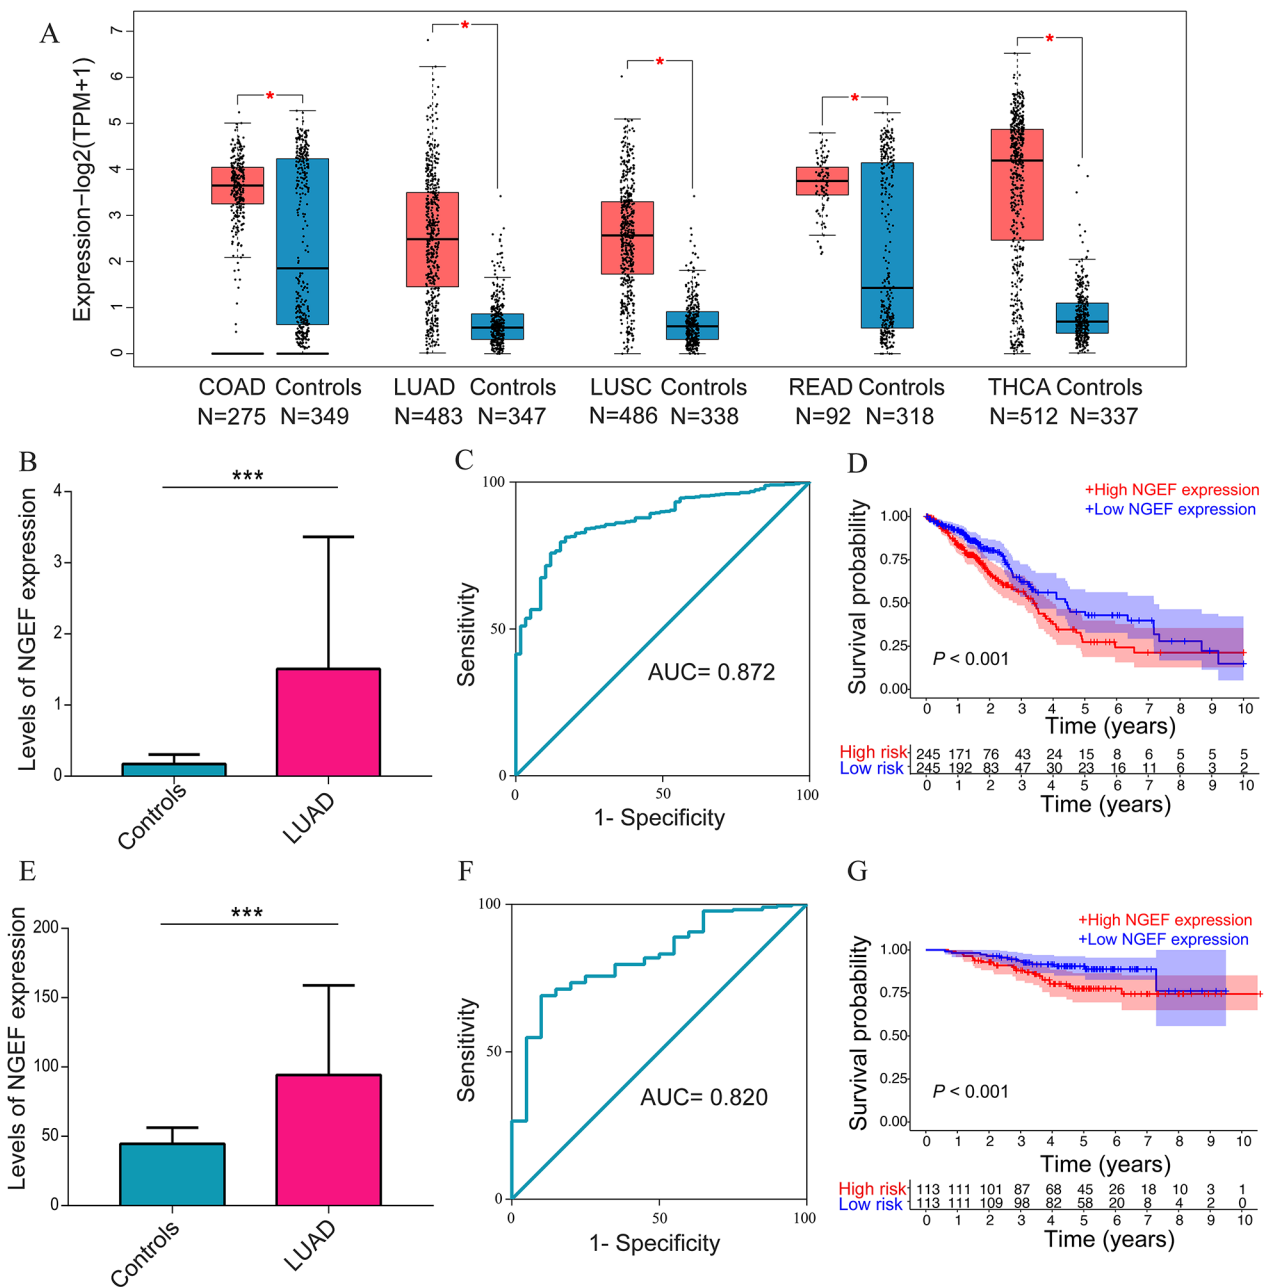 A
Expression−log2(TPM+1)
7
6
5
4
3
2
1
0
*
*
*
*
*
COAD Controls LUAD Controls LUSC Controls READ Controls THCA Controls
N=275 N=349 N=483 N=347 N=486 N=338 N=92 N=318 N=512 N=337
B
Levels of NGEF expression
4
3
2
1
0
***
Controls
LUAD
C
Sensitivity
100
50
0
AUC= 0.872
0 50 100
1- Specificity
D
+High NGEF expression
+Low NGEF expression
Survival probability
1.00
0.75
0.50
0.25
0.00
P < 0.001
0 1 2 3 4 5 6 7 8 9 10
Time (years)
High risk 245 171 76 43 24 15 8 6 5 5 5
Low risk 245 192 83 47 30 23 16 11 6 3 2
0 1 2 3 4 5 6 7 8 9 10
Time (years)
E
Levels of NGEF expression
200
150
100
50
0
***
Controls
LUAD
F
Sensitivity
100
50
0
AUC= 0.820
0 50 100
1- Specificity
G
+High NGEF expression
+Low NGEF expression
Survival probability
1.00
0.75
0.50
0.25
0.00
P < 0.001
0 1 2 3 4 5 6 7 8 9 10
Time (years)
High risk 113 111 101 87 68 45 26 18 10 3 1
Low risk 113 111 109 98 82 58 20 8 4 2 0
0 1 2 3 4 5 6 7 8 9 10
Time (years)